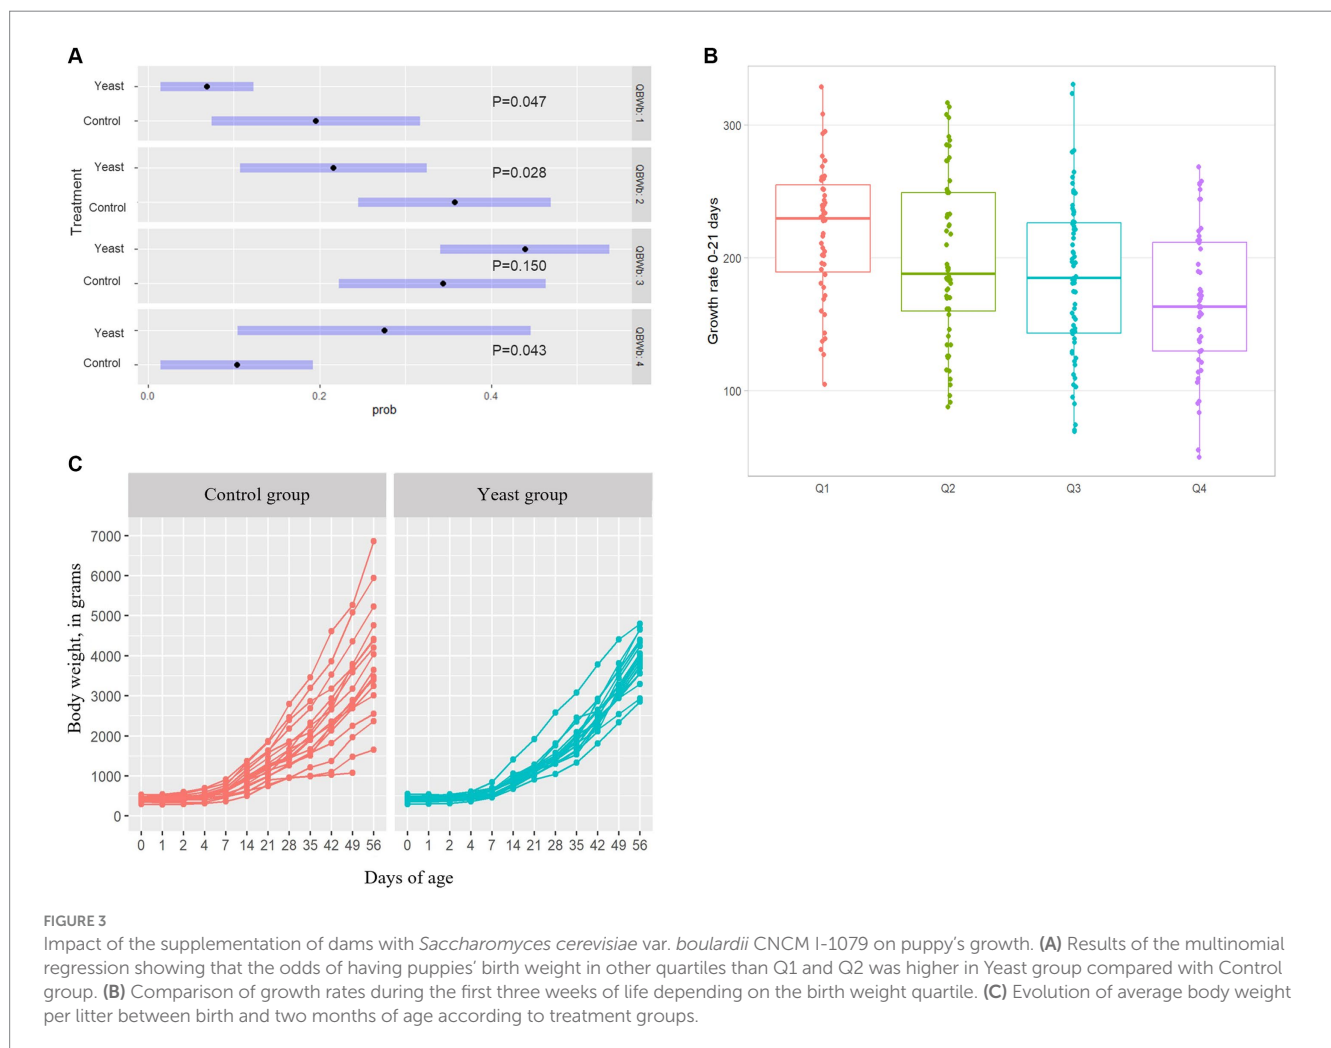 A
Treatment
Yeast
Control
P=0.047
QBWb: 1
Yeast
Control
P=0.028
QBWb: 2
Yeast
Control
P=0.150
QBWb: 3
Yeast
Control
P=0.043
QBWb: 4
0.0 0.2 0.4
prob
B
Growth rate 0-21 days
300
200
100
Q1 Q2 Q3 Q4
C
Control group Yeast group
Body weight, in grams
7000
6000
5000
4000
3000
2000
1000
0
0 1 2 4 7 14 21 28 35 42 49 56 0 1 2 4 7 14 21 28 35 42 49 56
Days of age
FIGURE 3
Impact of the supplementation of dams with Saccharomyces cerevisiae var. boulardii CNCM I-1079 on puppy’s growth. (A) Results of the multinomial
regression showing that the odds of having puppies’ birth weight in other quartiles than Q1 and Q2 was higher in Yeast group compared with Control
group. (B) Comparison of growth rates during the first three weeks of life depending on the birth weight quartile. (C) Evolution of average body weight
per litter between birth and two months of age according to treatment groups.